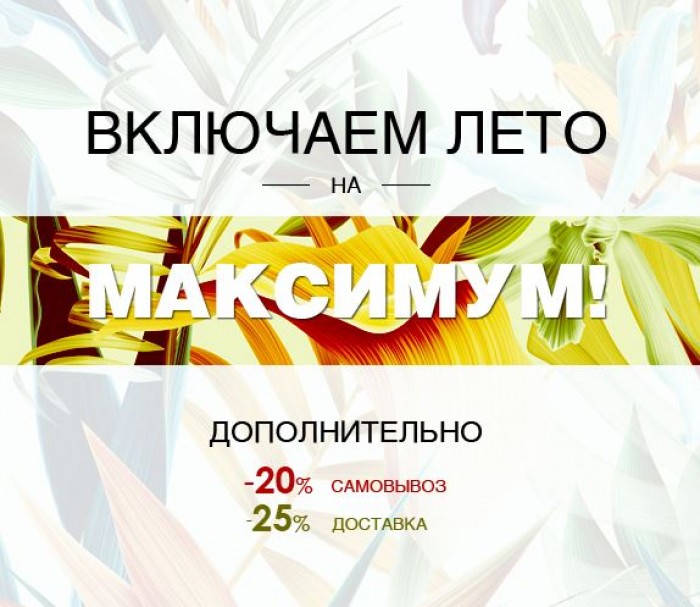 ВКЛЮЧАЕМ ЛЕТО
НА
МАКСИМУМ!
ДОПОЛНИТЕЛЬНО
-20% САМОВЫВОЗ
-25% ДОСТАВКА